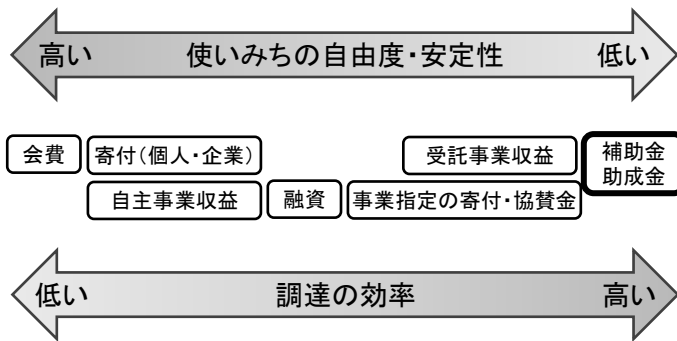 高い 使いみちの自由度・安定性 低い
会費 寄付(個人・企業) 受託事業収益 補助金
助成金
自主事業収益 融資 事業指定の寄付・協賛金
低い 調達の効率 高い